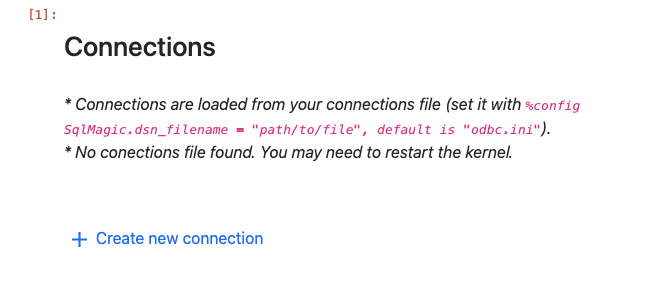 [1]:
Connections
* Connections are loaded from your connections file (set it with %config
SqlMagic.dsn_filename = "path/to/file", default is "odbc.ini").
* No conections file found. You may need to restart the kernel.
+ Create new connection